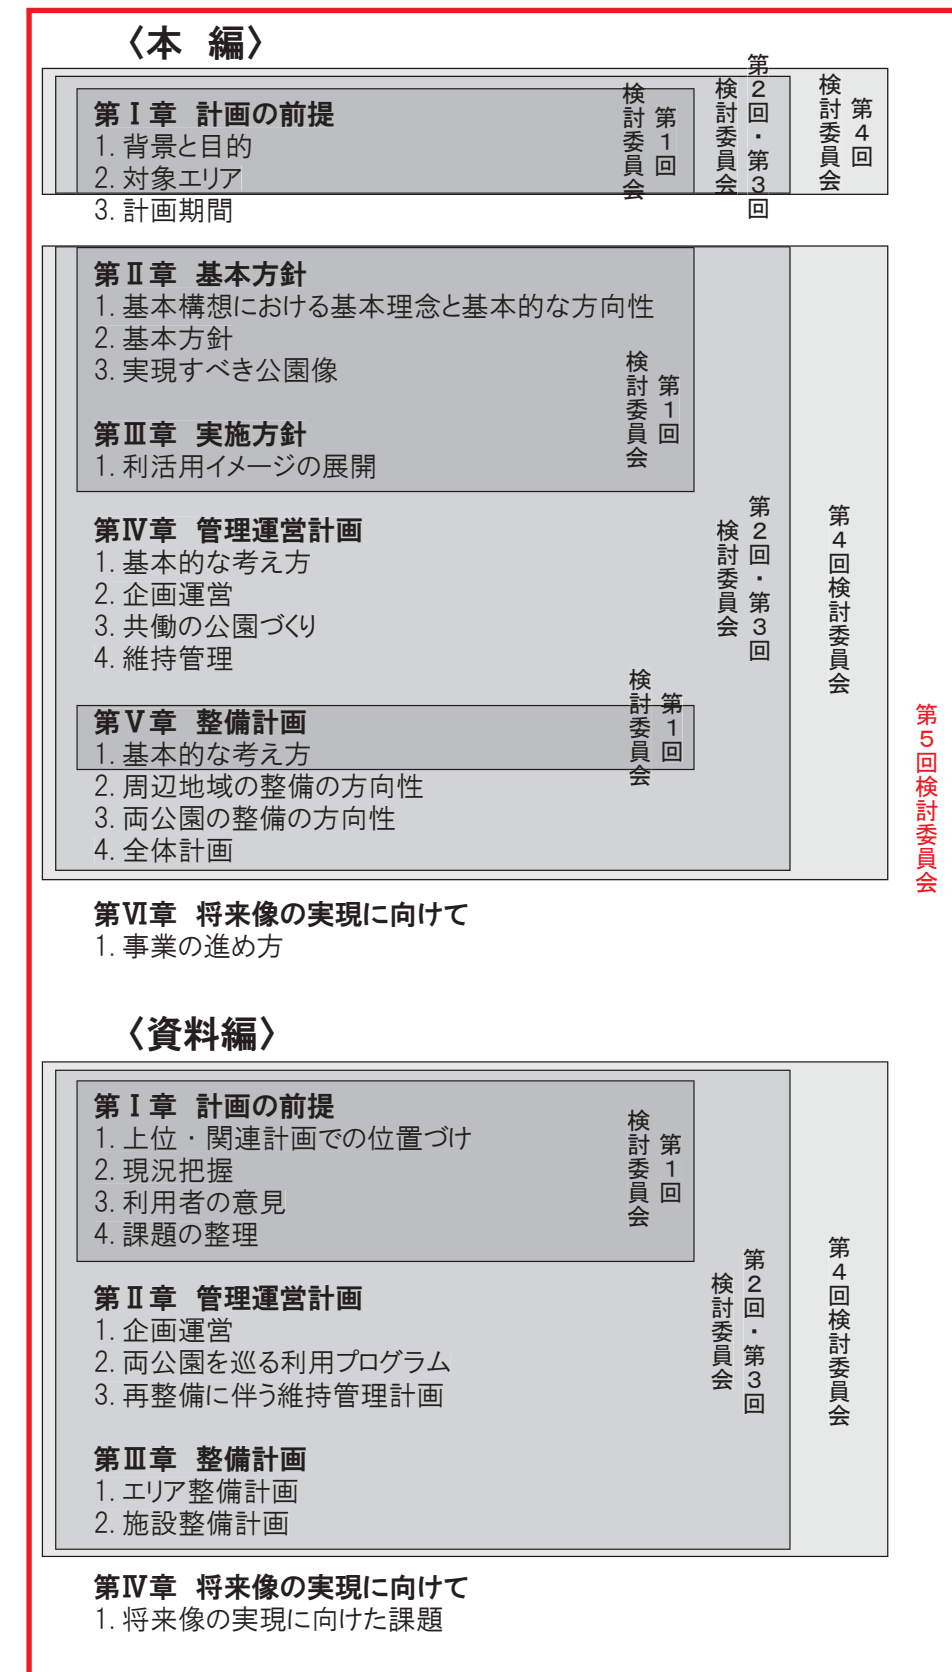 〈本 編〉
第Ⅰ章 計画の前提
1. 背景と目的
2. 対象エリア
3. 計画期間
第1回
検討委員会
第2回・第3回
検討委員会
第4回
検討委員会
第Ⅱ章 基本方針
1. 基本構想における基本理念と基本的な方向性
2. 基本方針
3. 実現すべき公園像
第Ⅲ章 実施方針
1. 利活用イメージの展開
第1回
検討委員会
第Ⅳ章 管理運営計画
1. 基本的な考え方
2. 企画運営
3. 共働の公園づくり
4. 維持管理
第Ⅴ章 整備計画
1. 基本的な考え方
2. 周辺地域の整備の方向性
3. 両公園の整備の方向性
4. 全体計画
第1回
検討委員会
第2回・第3回
検討委員会
第4回検討委員会
第5回検討委員会
第Ⅵ章 将来像の実現に向けて
1. 事業の進め方
〈資料編〉
第Ⅰ章 計画の前提
1. 上位・関連計画での位置づけ
2. 現況把握
3. 利用者の意見
4. 課題の整理
第1回
検討委員会
第Ⅱ章 管理運営計画
1. 企画運営
2. 両公園を巡る利用プログラム
3. 再整備に伴う維持管理計画
第Ⅲ章 整備計画
1. エリア整備計画
2. 施設整備計画
第2回・第3回
検討委員会
第4回検討委員会
第Ⅳ章 将来像の実現に向けて
1. 将来像の実現に向けた課題